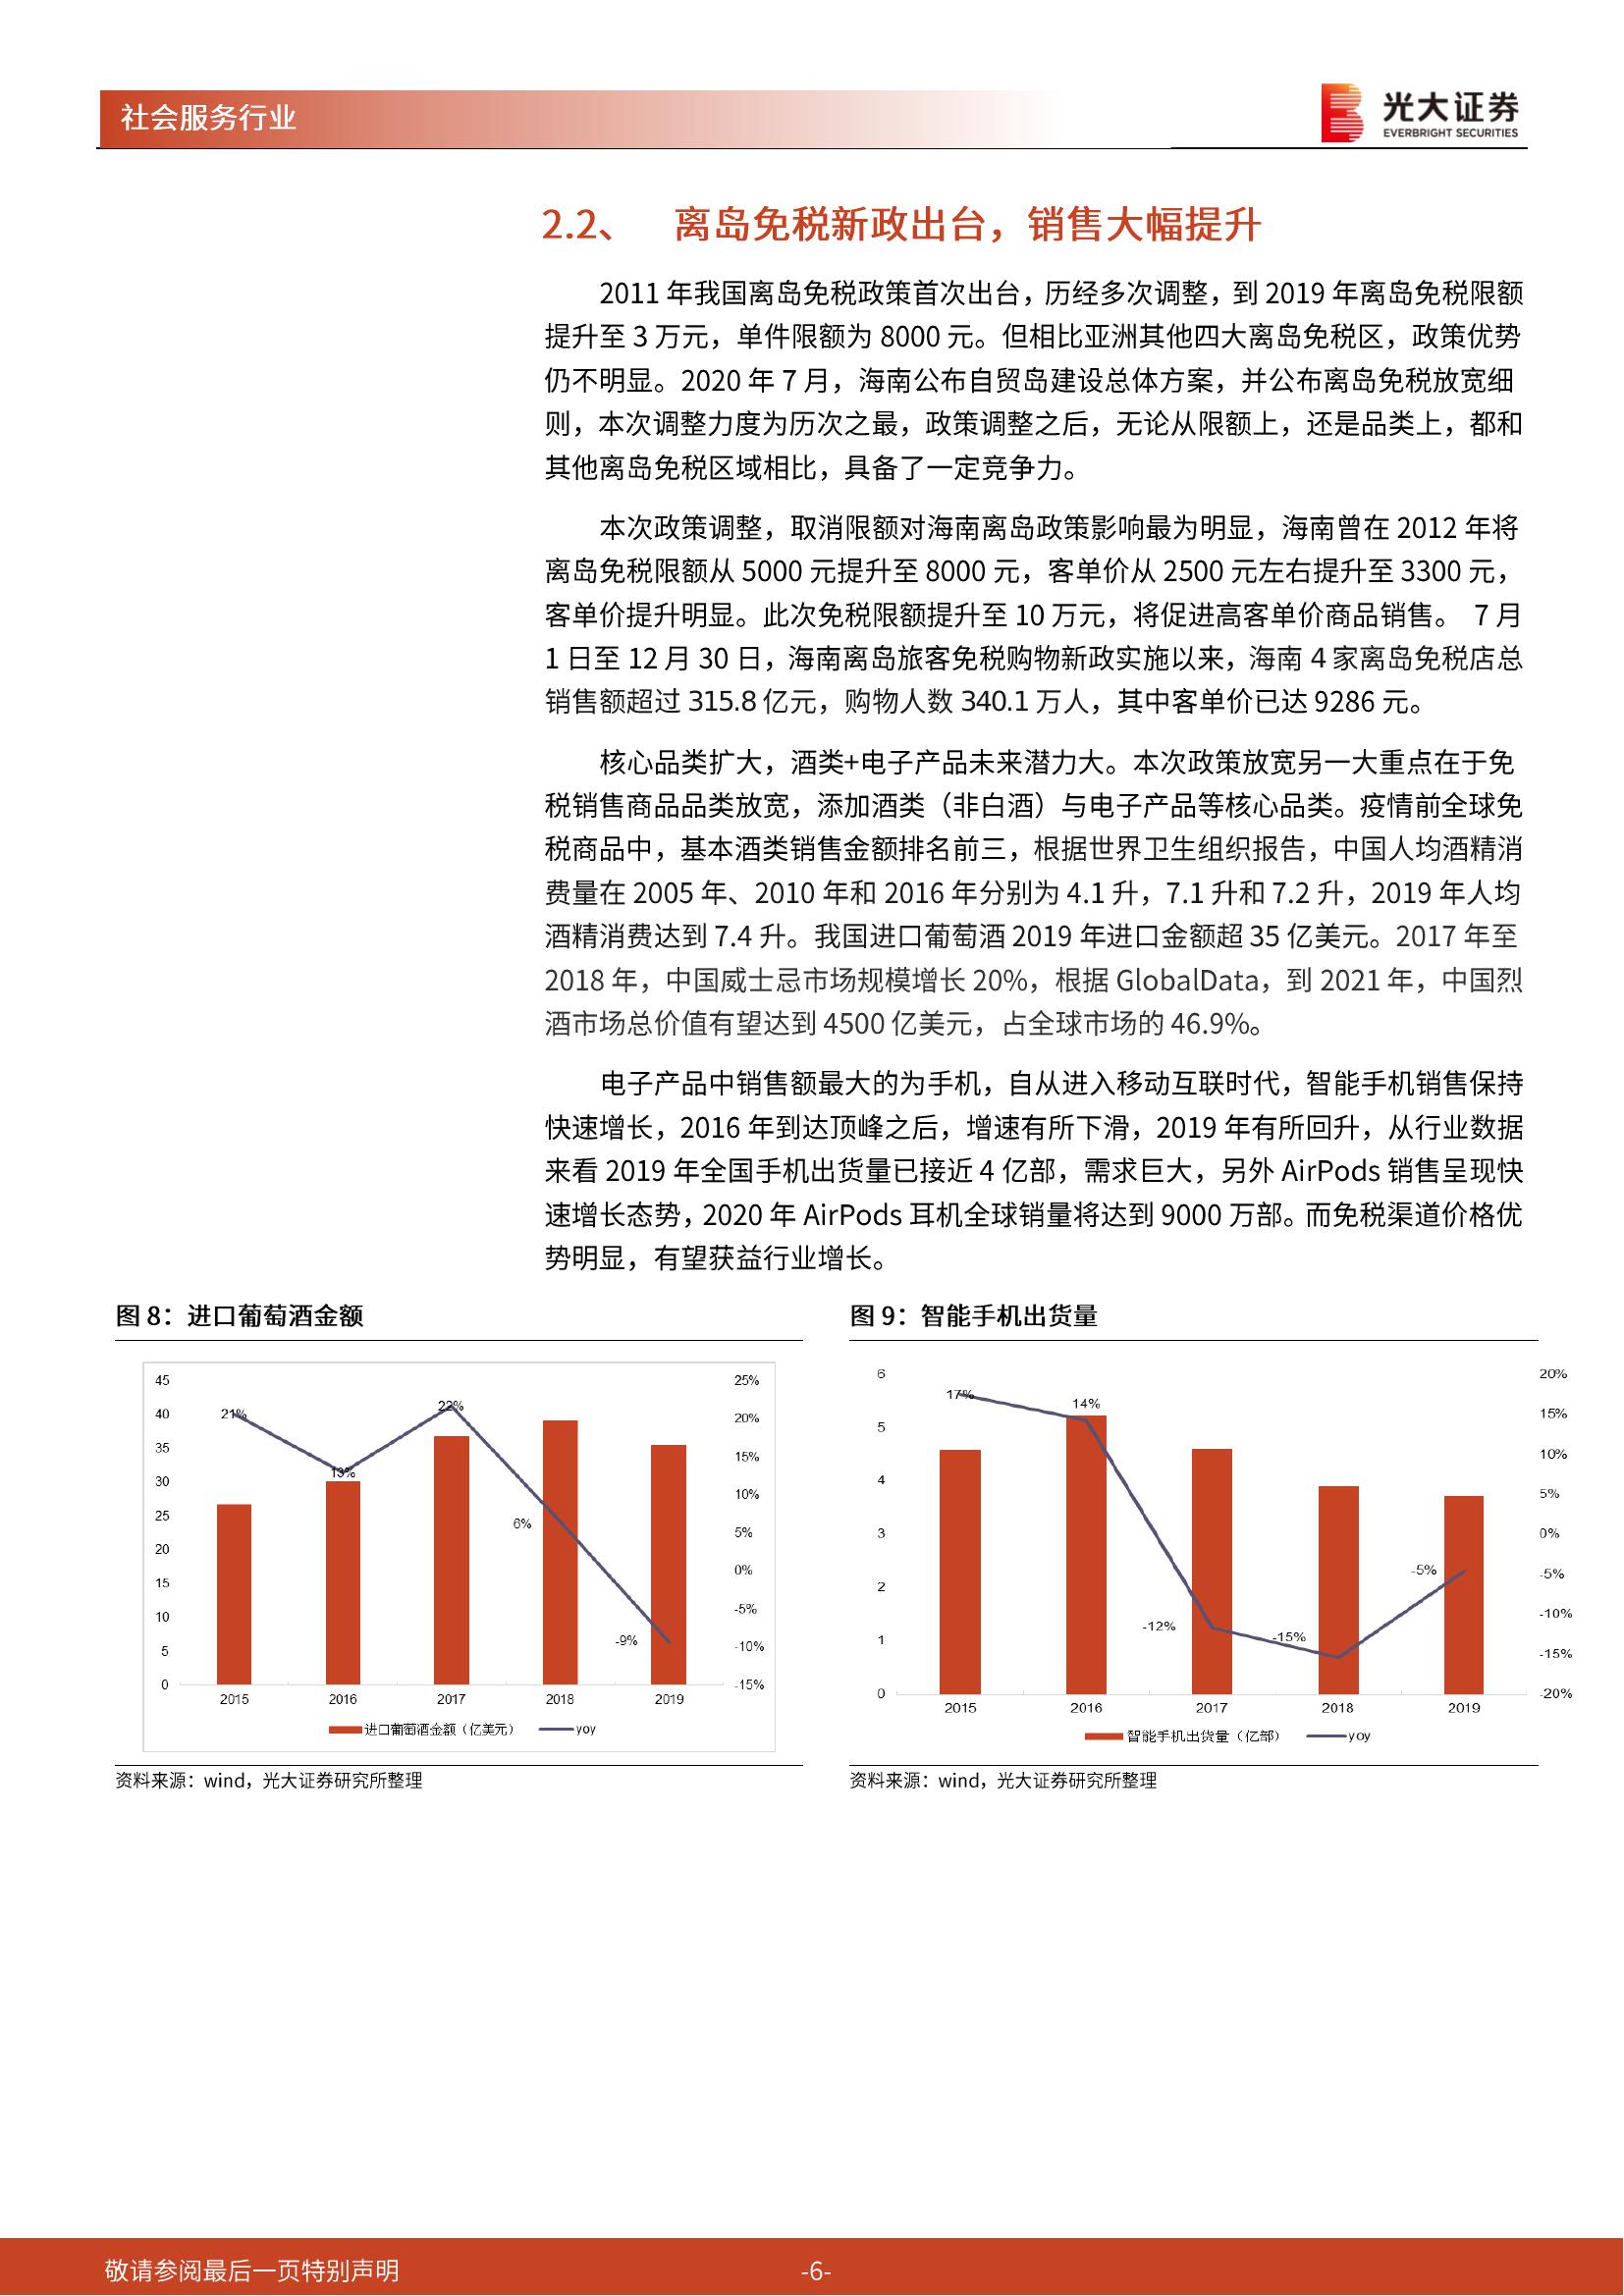 社会服务行业
光大证券
EVERBRIGHT SECURITIES
2.2、 离岛免税新政出台，销售大幅提升
2011 年我国离岛免税政策首次出台，历经多次调整，到 2019 年离岛免税限额
提升至 3 万元，单件限额为 8000 元。但相比亚洲其他四大离岛免税区，政策优势
仍不明显。2020 年 7 月，海南公布自贸岛建设总体方案，并公布离岛免税放宽细
则，本次调整力度为历次之最，政策调整之后，无论从限额上，还是品类上，都和
其他离岛免税区域相比，具备了一定竞争力。
本次政策调整，取消限额对海南离岛政策影响最为明显，海南曾在 2012 年将
离岛免税限额从 5000 元提升至 8000 元，客单价从 2500 元左右提升至 3300 元，
客单价提升明显。此次免税限额提升至 10 万元，将促进高客单价商品销售。 7 月
1 日至 12 月 30 日，海南离岛旅客免税购物新政实施以来，海南 4 家离岛免税店总
销售额超过 315.8 亿元，购物人数 340.1 万人，其中客单价已达 9286 元。
核心品类扩大，酒类+电子产品未来潜力大。本次政策放宽另一大重点在于免
税销售商品品类放宽，添加酒类（非白酒）与电子产品等核心品类。疫情前全球免
税商品中，基本酒类销售金额排名前三，根据世界卫生组织报告，中国人均酒精消
费量在 2005 年、2010 年和 2016 年分别为 4.1 升，7.1 升和 7.2 升，2019 年人均
酒精消费达到 7.4 升。我国进口葡萄酒 2019 年进口金额超 35 亿美元。2017 年至
2018 年，中国威士忌市场规模增长 20%，根据 GlobalData，到 2021 年，中国烈
酒市场总价值有望达到 4500 亿美元，占全球市场的 46.9%。
电子产品中销售额最大的为手机，自从进入移动互联时代，智能手机销售保持
快速增长，2016 年到达顶峰之后，增速有所下滑，2019 年有所回升，从行业数据
来看 2019 年全国手机出货量已接近 4 亿部，需求巨大，另外 AirPods 销售呈现快
速增长态势，2020 年 AirPods 耳机全球销量将达到 9000 万部。而免税渠道价格优
势明显，有望获益行业增长。
图 8：进口葡萄酒金额
45
40
35
30
25
20
15
10
5
0
21%
13%
22%
6%
-9%
25%
20%
15%
10%
5%
0%
-5%
-10%
-15%
2015 2016 2017 2018 2019
进口葡萄酒金额（亿美元） yoy
资料来源：wind，光大证券研究所整理
图 9：智能手机出货量
6
5
4
3
2
1
0
17%
14%
-12%
-15%
-5%
20%
15%
10%
5%
0%
-5%
-10%
-15%
-20%
2015 2016 2017 2018 2019
智能手机出货量（亿部） yoy
资料来源：wind，光大证券研究所整理
敬请参阅最后一页特别声明
-6-